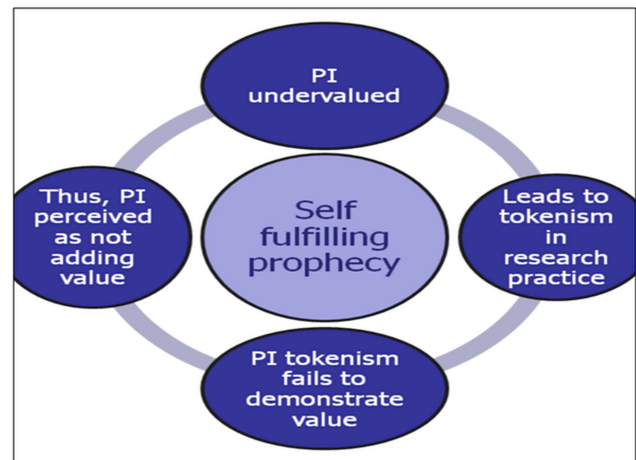 PI
undervalued
Leads to
tokenism
in
research
practice
PI tokenism
fails to
demonstrate
value
Thus, PI
perceived
as not
adding
value
Self
fulfilling
prophecy